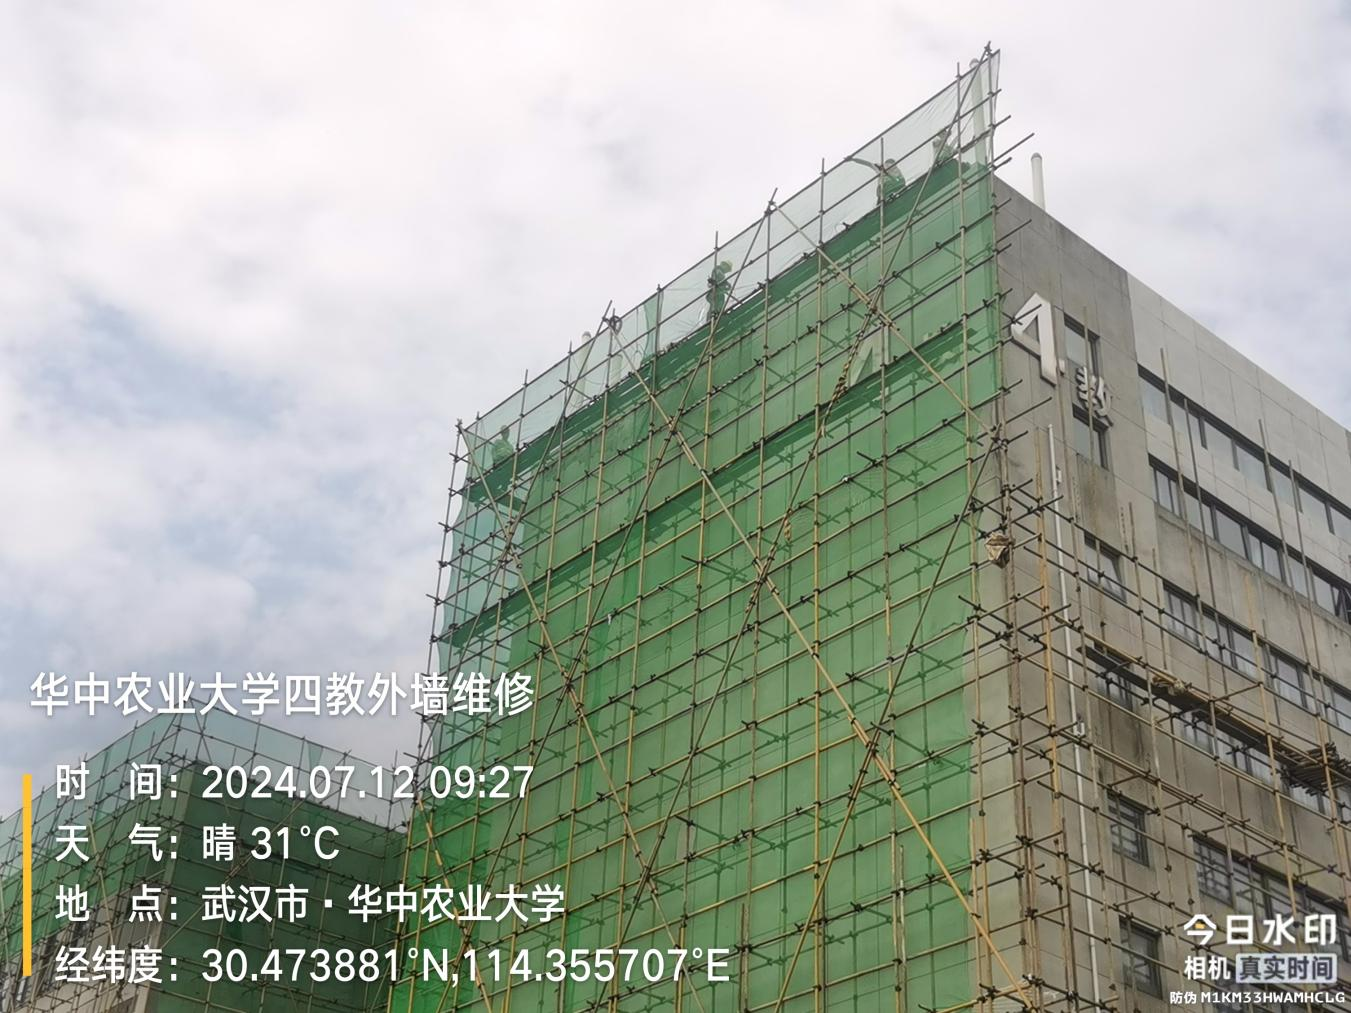 4
教
华中农业大学四教外墙维修
时 间：2024.07.12 09:27
天 气：晴 31°C
地 点：武汉市·华中农业大学
经纬度：30.473881°N,114.355707°E
今日水印
相机 真实时间
防伪 M1KM33HWAMHCLG